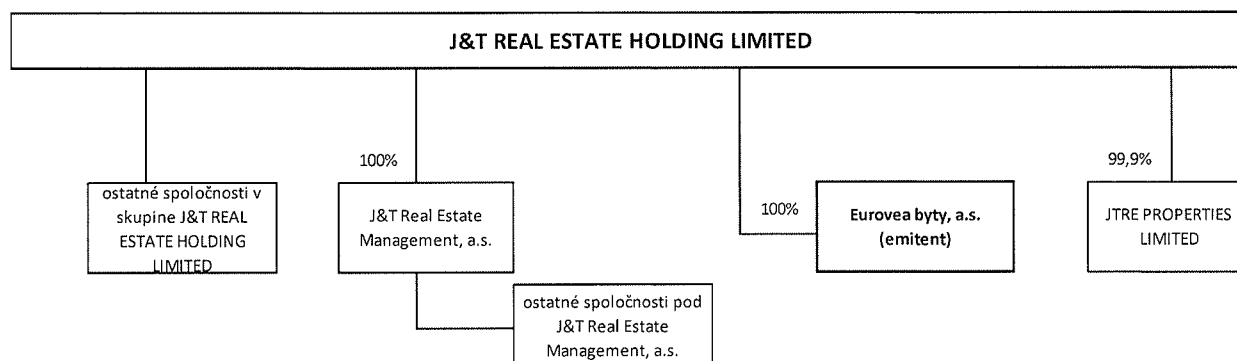 J&T REAL ESTATE HOLDING LIMITED
100%
99,9%
ostatné spoločnosti v
skupine J&T REAL
ESTATE HOLDING
LIMITED
J&T Real Estate
Management, a.s.
100%
Eurovea byty, a.s.
(emitent)
JTRE PROPERTIES
LIMITED
ostatné spoločnosti pod
J&T Real Estate
Management, a.s.